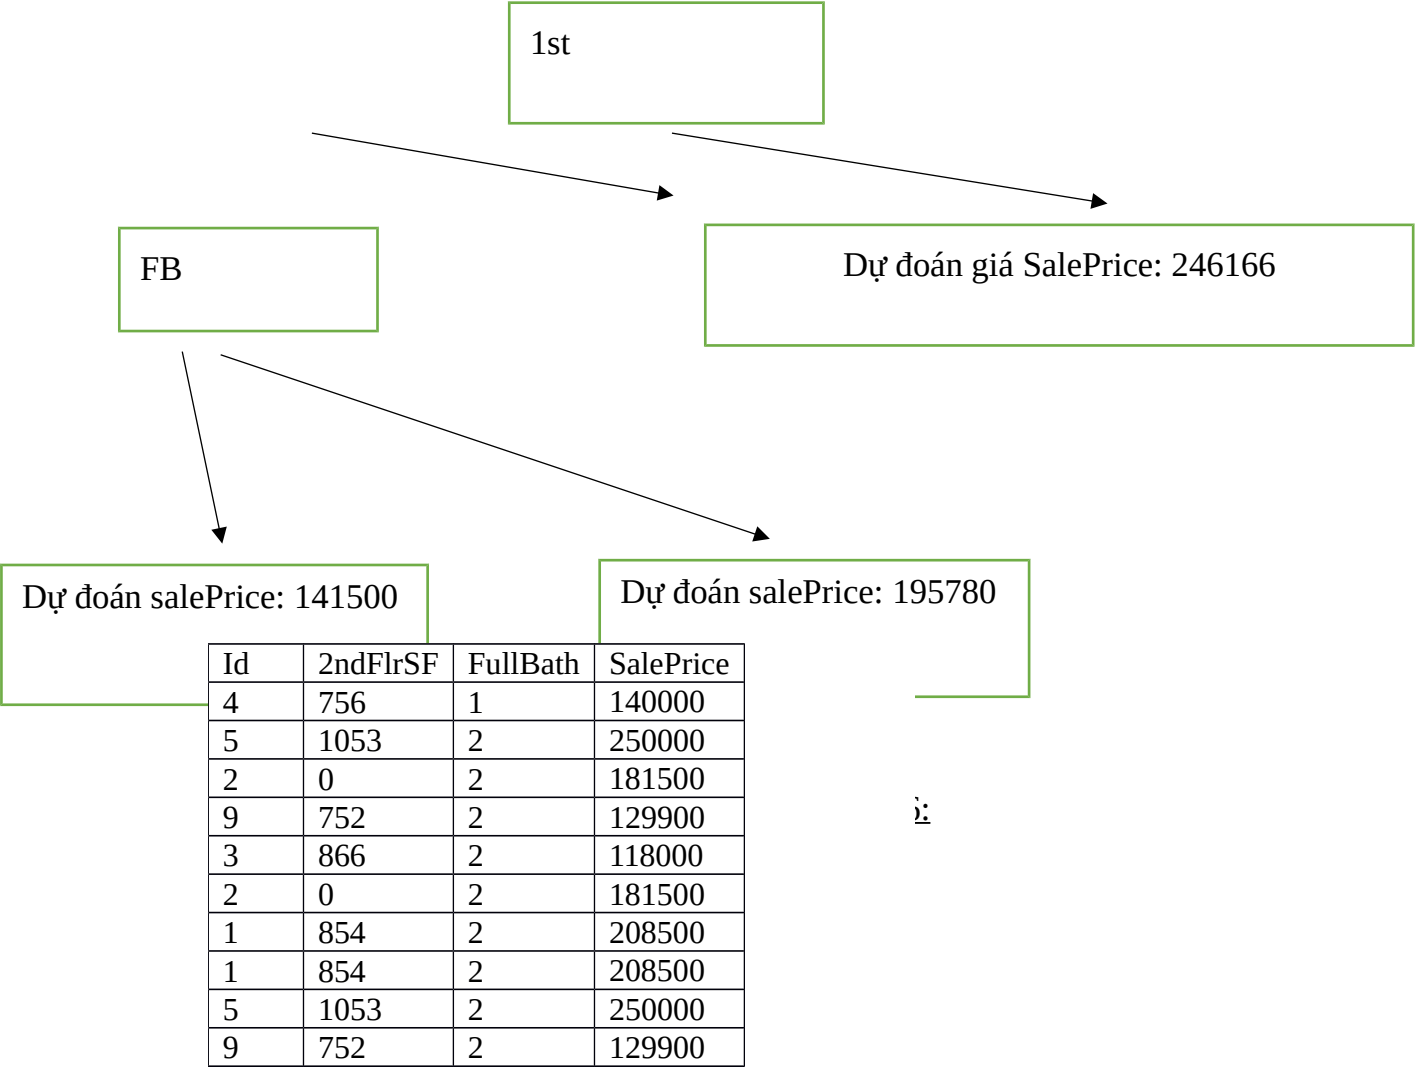 1st
FB
Dự đoán giá SalePrice: 246166
Dự đoán salePrice: 141500
Dự đoán salePrice: 195780
Id 2ndFlrSF FullBath SalePrice
4 756 1 140000
5 1053 2 250000
2 0 2 181500
9 752 2 129900
3 866 2 118000
2 0 2 181500
1 854 2 208500
1 854 2 208500
5 1053 2 250000
9 752 2 129900